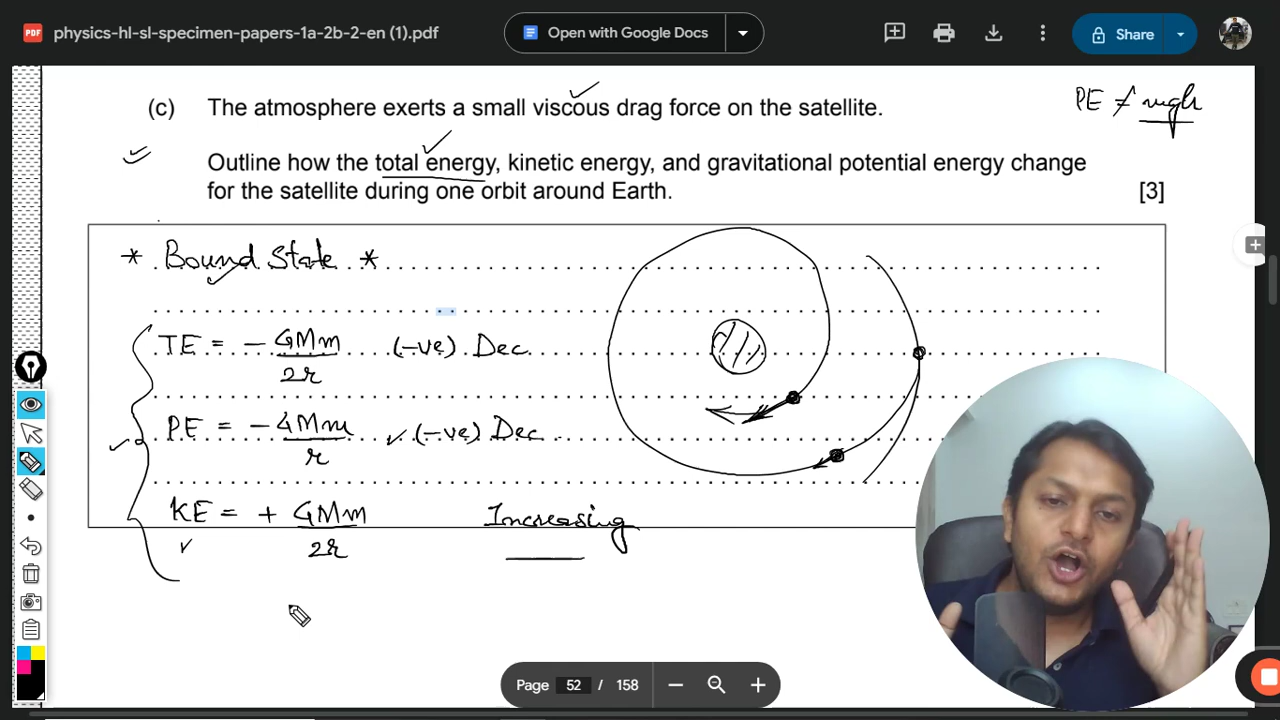 PDF physics-hl-sl-specimen-papers-1a-2b-2-en (1).pdf
Open with Google Docs
Share
(c) The atmosphere exerts a small viscous drag force on the satellite.
PE ≠ mgh
Outline how the total energy, kinetic energy, and gravitational potential energy change
for the satellite during one orbit around Earth. [3]
* Bound State *
TE = - GMm/2r (-ve) Dec.
PE = - GMm/r (-ve) Dec
KE = + GMm/2r Increasing
Page 52 / 158